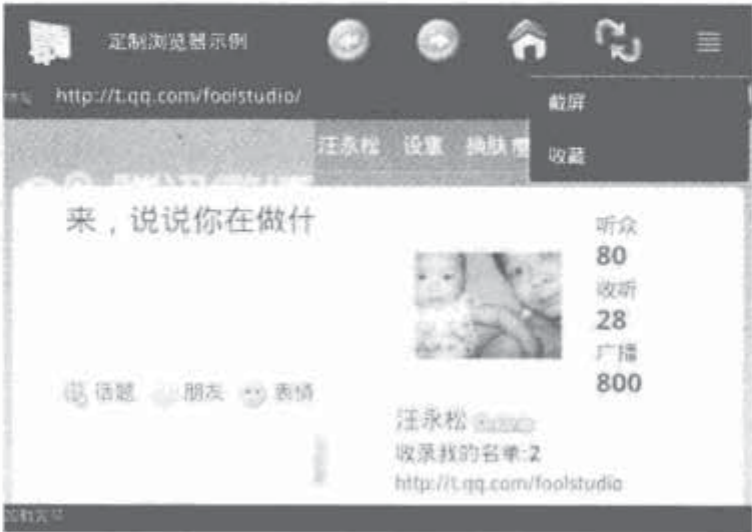 定制浏览器示例
http://t.qq.com/foolstudio/
截屏
收藏
汪永松 设置 换肤
来，说说你在做什
听众
80
收听
28
广播
800
话题 朋友 表情
汪永松
收录我的名单:2
http://t.qq.com/foolstudio